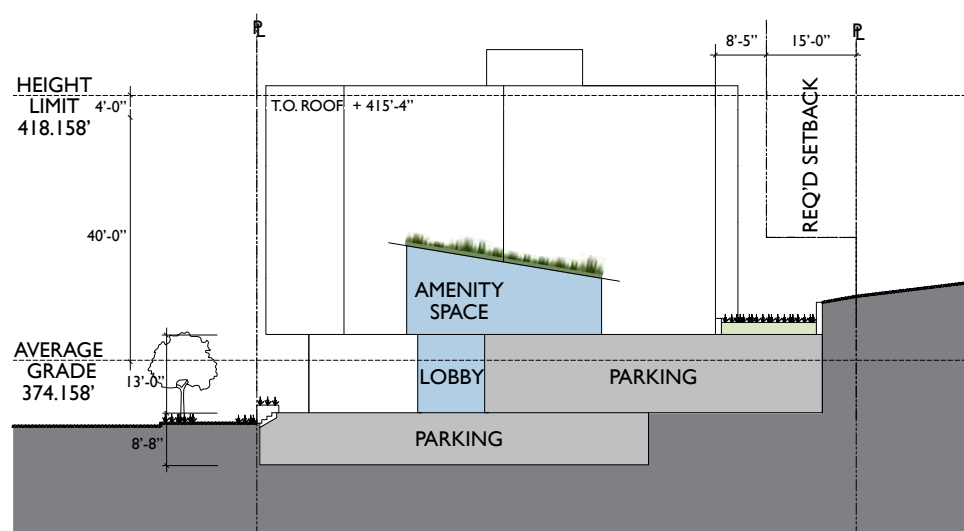 PL
PL
8'-5"
15'-0"
HEIGHT
LIMIT
418.158'
4'-0"
T.O. ROOF + 415'-4"
REQ'D SETBACK
40'-0"
AMENITY
SPACE
AVERAGE
GRADE
374.158'
13'-0"
LOBBY
PARKING
8'-8"
PARKING